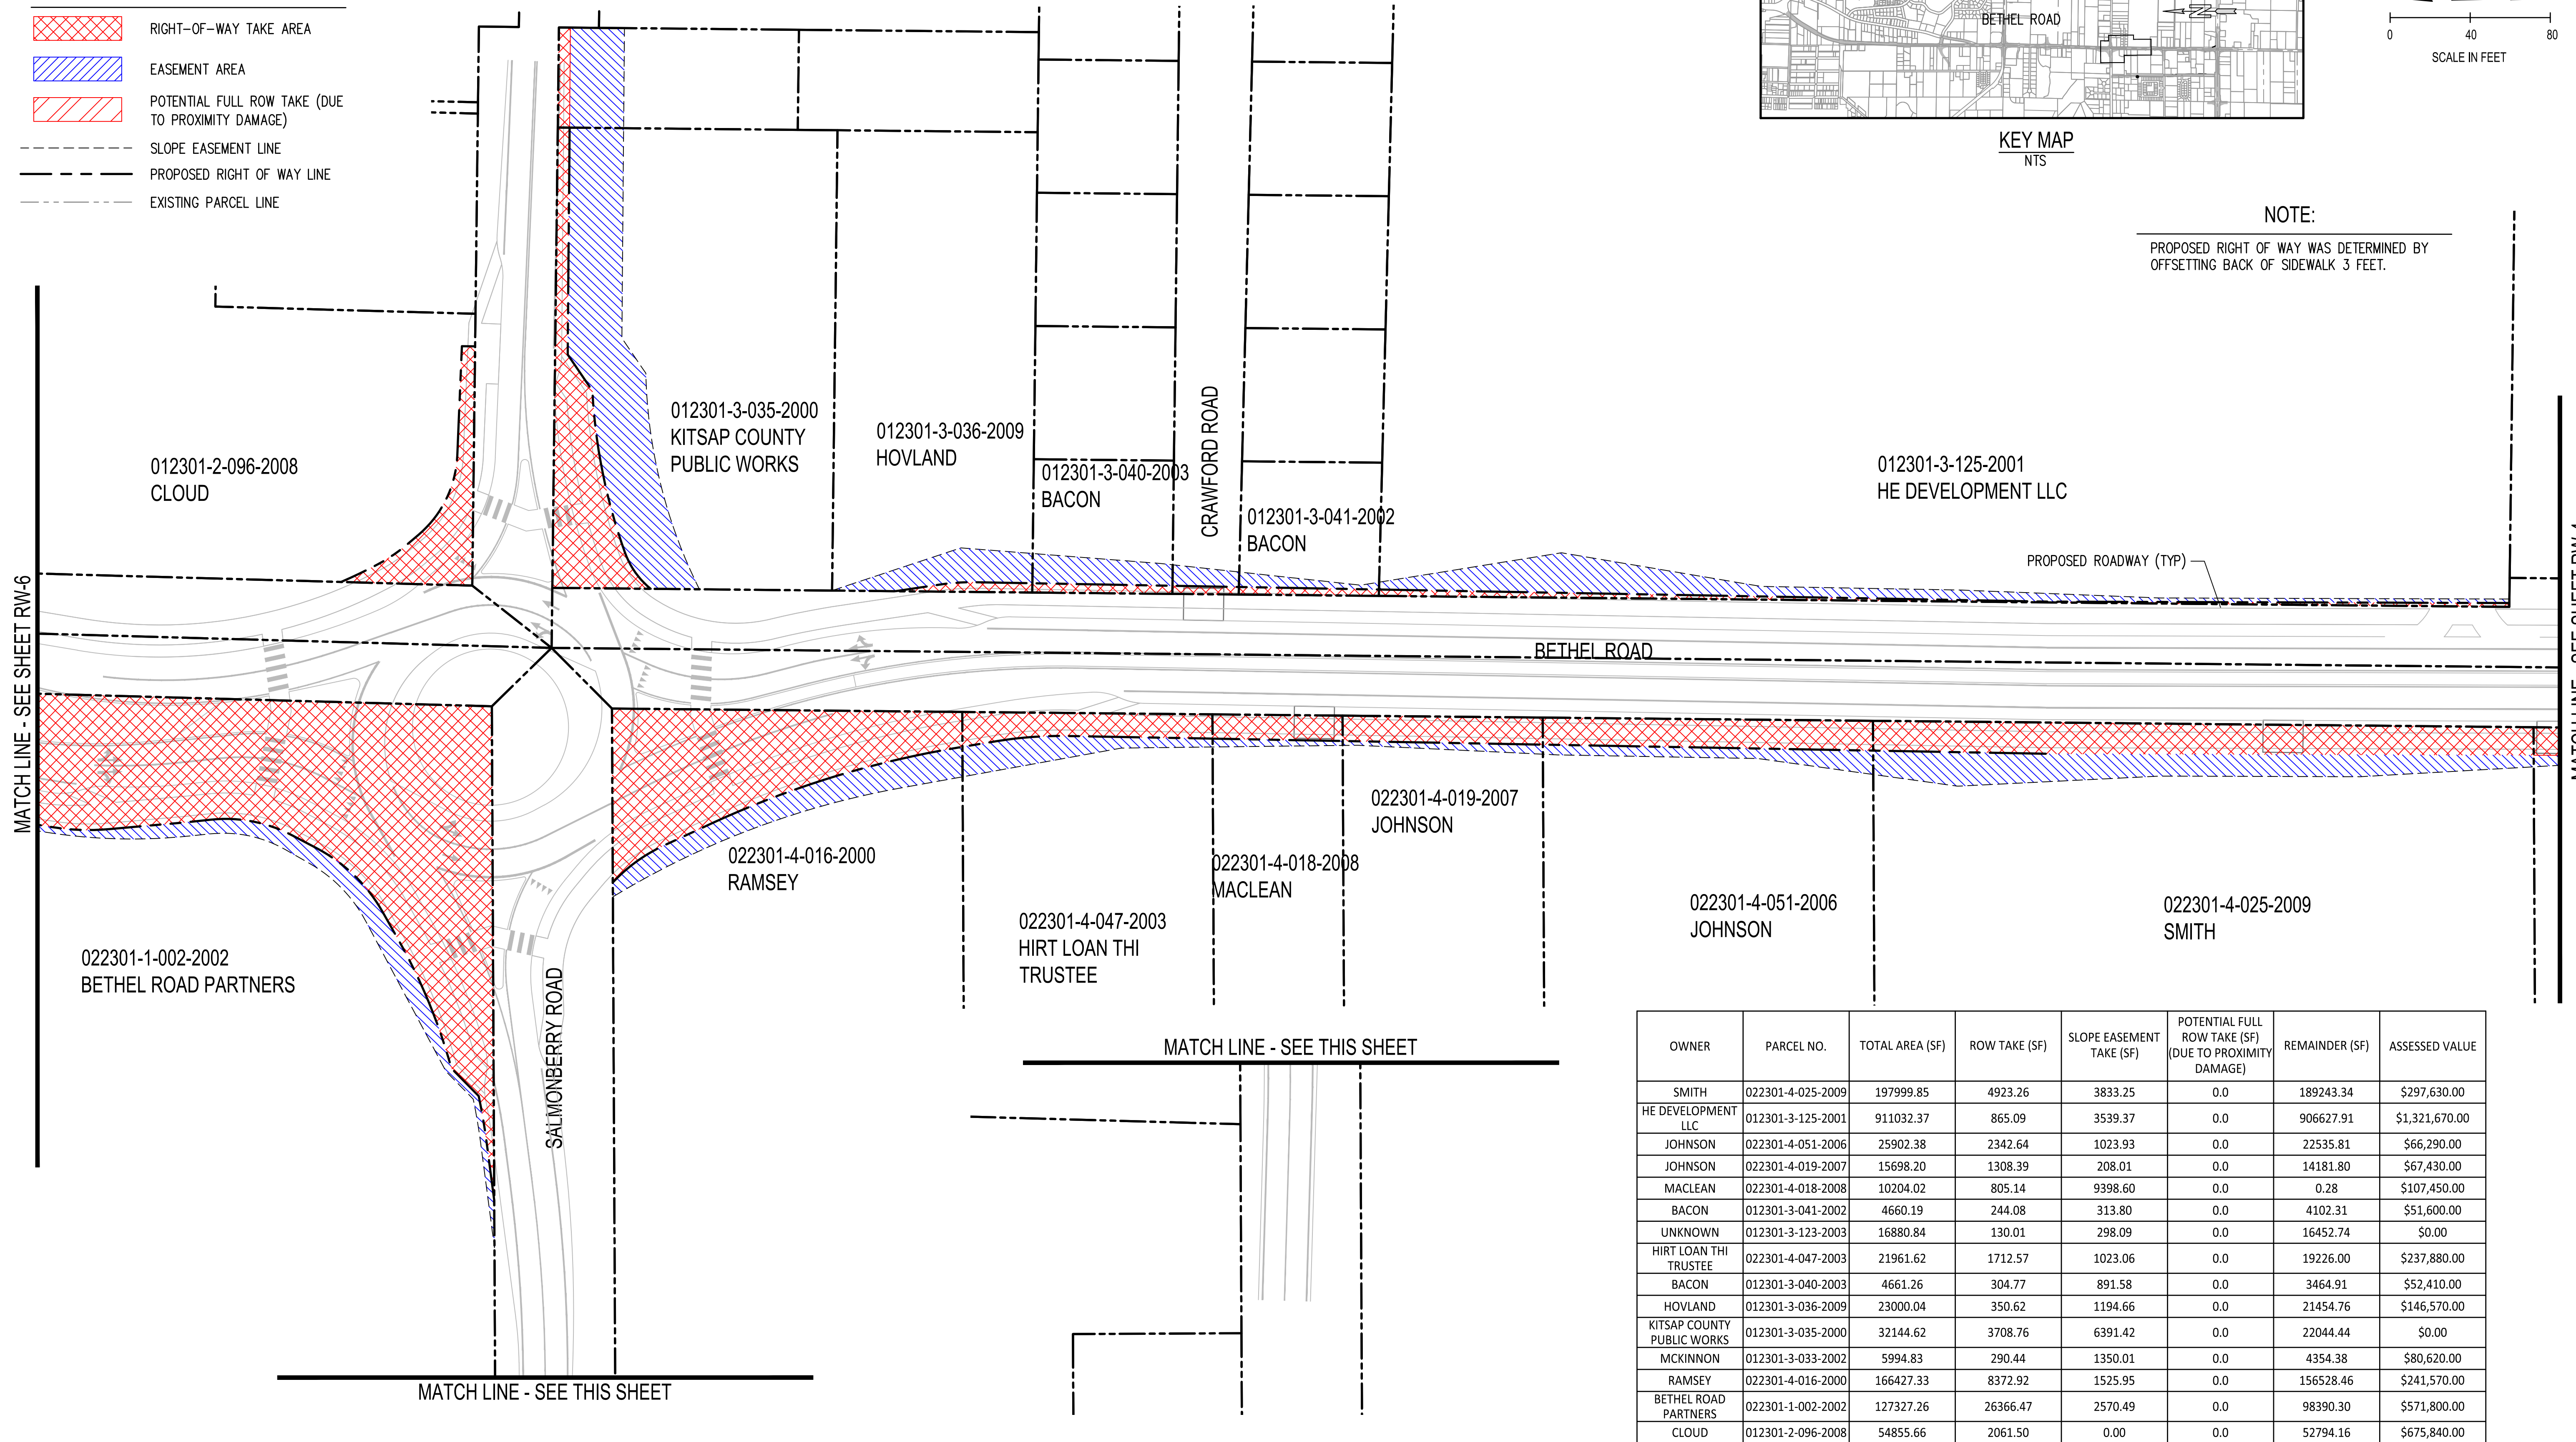 RIGHT-OF-WAY TAKE AREA
EASEMENT AREA
POTENTIAL FULL ROW TAKE (DUE
TO PROXIMITY DAMAGE)
SLOPE EASEMENT LINE
PROPOSED RIGHT OF WAY LINE
EXISTING PARCEL LINE
BETHEL ROAD
N
KEY MAP
NTS
0 40 80
SCALE IN FEET
NOTE:
PROPOSED RIGHT OF WAY WAS DETERMINED BY
OFFSETTING BACK OF SIDEWALK 3 FEET.
MATCH LINE - SEE SHEET RW-6
012301-2-096-2008
CLOUD
012301-3-035-2000
KITSAP COUNTY
PUBLIC WORKS
012301-3-036-2009
HOVLAND
012301-3-040-2003
BACON
CRAWFORD ROAD
012301-3-041-2002
BACON
012301-3-125-2001
HE DEVELOPMENT LLC
PROPOSED ROADWAY (TYP)
BETHEL ROAD
022301-1-002-2002
BETHEL ROAD PARTNERS
SALMONBERRY ROAD
022301-4-016-2000
RAMSEY
022301-4-047-2003
HIRT LOAN THI
TRUSTEE
022301-4-018-2008
MACLEAN
022301-4-019-2007
JOHNSON
022301-4-051-2006
JOHNSON
022301-4-025-2009
SMITH
MATCH LINE - SEE THIS SHEET
MATCH LINE - SEE THIS SHEET
OWNER PARCEL NO. TOTAL AREA (SF) ROW TAKE (SF) SLOPE EASEMENT TAKE (SF) POTENTIAL FULL ROW TAKE (SF) (DUE TO PROXIMITY DAMAGE) REMAINDER (SF) ASSESSED VALUE
SMITH 022301-4-025-2009 197999.85 4923.26 3833.25 0.0 189243.34 $297,630.00
HE DEVELOPMENT LLC 012301-3-125-2001 911032.37 865.09 3539.37 0.0 906627.91 $1,321,670.00
JOHNSON 022301-4-051-2006 25902.38 2342.64 1023.93 0.0 22535.81 $66,290.00
JOHNSON 022301-4-019-2007 15698.20 1308.39 208.01 0.0 14181.80 $67,430.00
MACLEAN 022301-4-018-2008 10204.02 805.14 9398.60 0.0 0.28 $107,450.00
BACON 012301-3-041-2002 4660.19 244.08 313.80 0.0 4102.31 $51,600.00
UNKNOWN 012301-3-123-2003 16880.84 130.01 298.09 0.0 16452.74 $0.00
HIRT LOAN THI TRUSTEE 022301-4-047-2003 21961.62 1712.57 1023.06 0.0 19226.00 $237,880.00
BACON 012301-3-040-2003 4661.26 304.77 891.58 0.0 3464.91 $52,410.00
HOVLAND 012301-3-036-2009 23000.04 350.62 1194.66 0.0 21454.76 $146,570.00
KITSAP COUNTY PUBLIC WORKS 012301-3-035-2000 32144.62 3708.76 6391.42 0.0 22044.44 $0.00
MCKINNON 012301-3-033-2002 5994.83 290.44 1350.01 0.0 4354.38 $80,620.00
RAMSEY 022301-4-016-2000 166427.33 8372.92 1525.95 0.0 156528.46 $241,570.00
BETHEL ROAD PARTNERS 022301-1-002-2002 127327.26 26366.47 2570.49 0.0 98390.30 $571,800.00
CLOUD 012301-2-096-2008 54855.66 2061.50 0.00 0.0 52794.16 $675,840.00